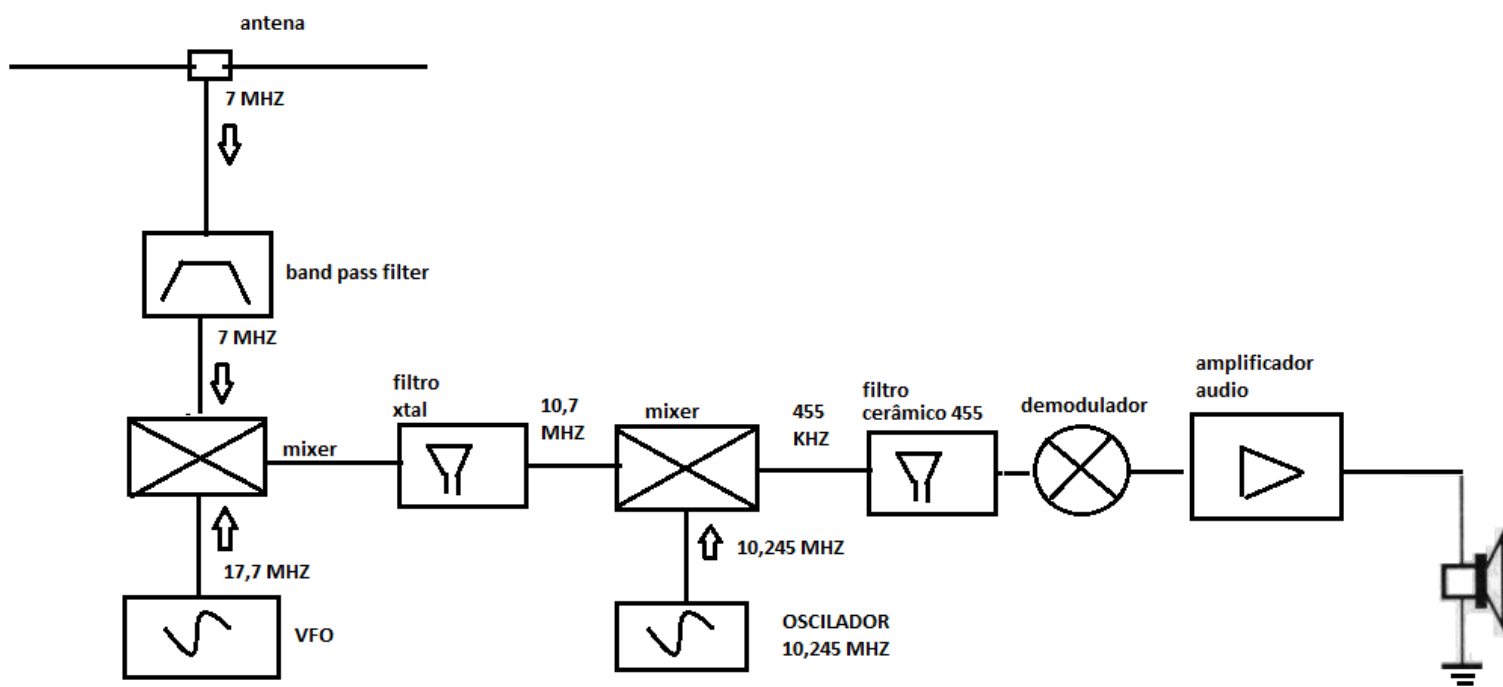 antena
7 MHZ
band pass filter
7 MHZ
mixer
17,7 MHZ
VFO
filtro
xtal
10,7
MHZ
mixer
10,245 MHZ
OSCILADOR
10,245 MHZ
455
KHZ
filtro
cerâmico 455
demodulador
amplificador
audio